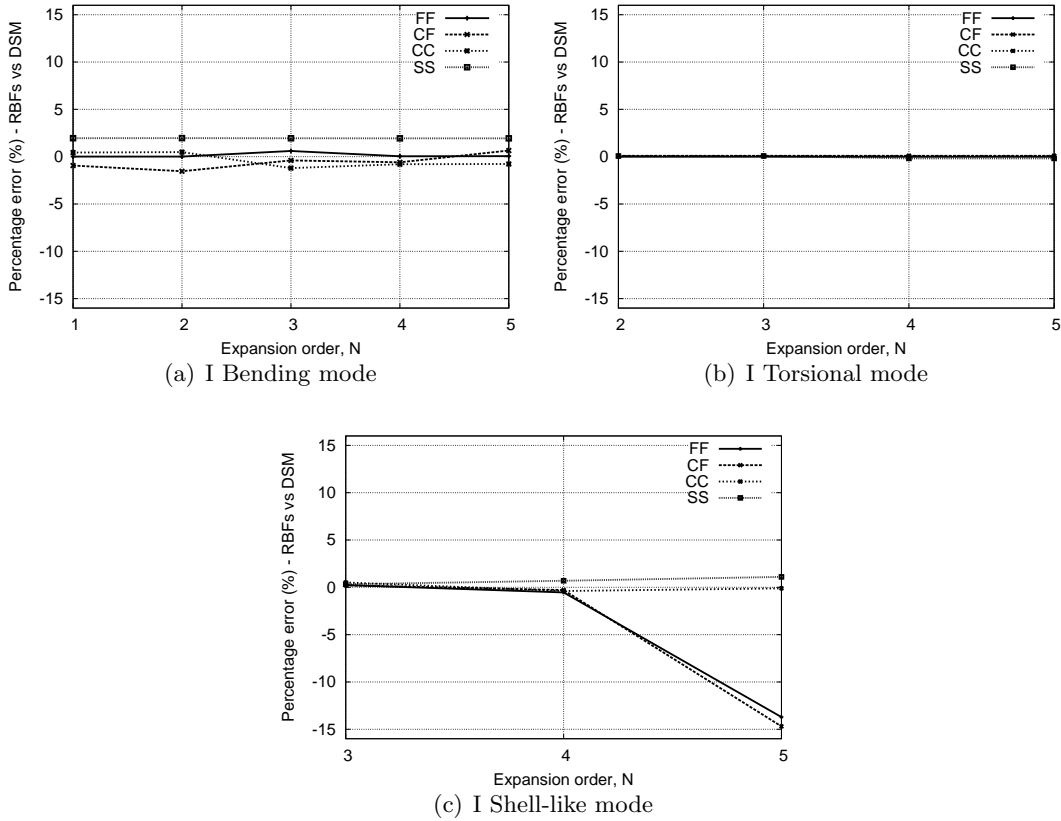 Percentage error (%) - RBFs vs DSM
15
10
5
0
-5
-10
-15
1 2 3 4 5
Expansion order, N
FF
CF
CC
SS
(a) I Bending mode
Percentage error (%) - RBFs vs DSM
15
10
5
0
-5
-10
-15
2 3 4 5
Expansion order, N
FF
CF
CC
SS
(b) I Torsional mode
Percentage error (%) - RBFs vs DSM
15
10
5
0
-5
-10
-15
3 4 5
Expansion order, N
FF
CF
CC
SS
(c) I Shell-like mode